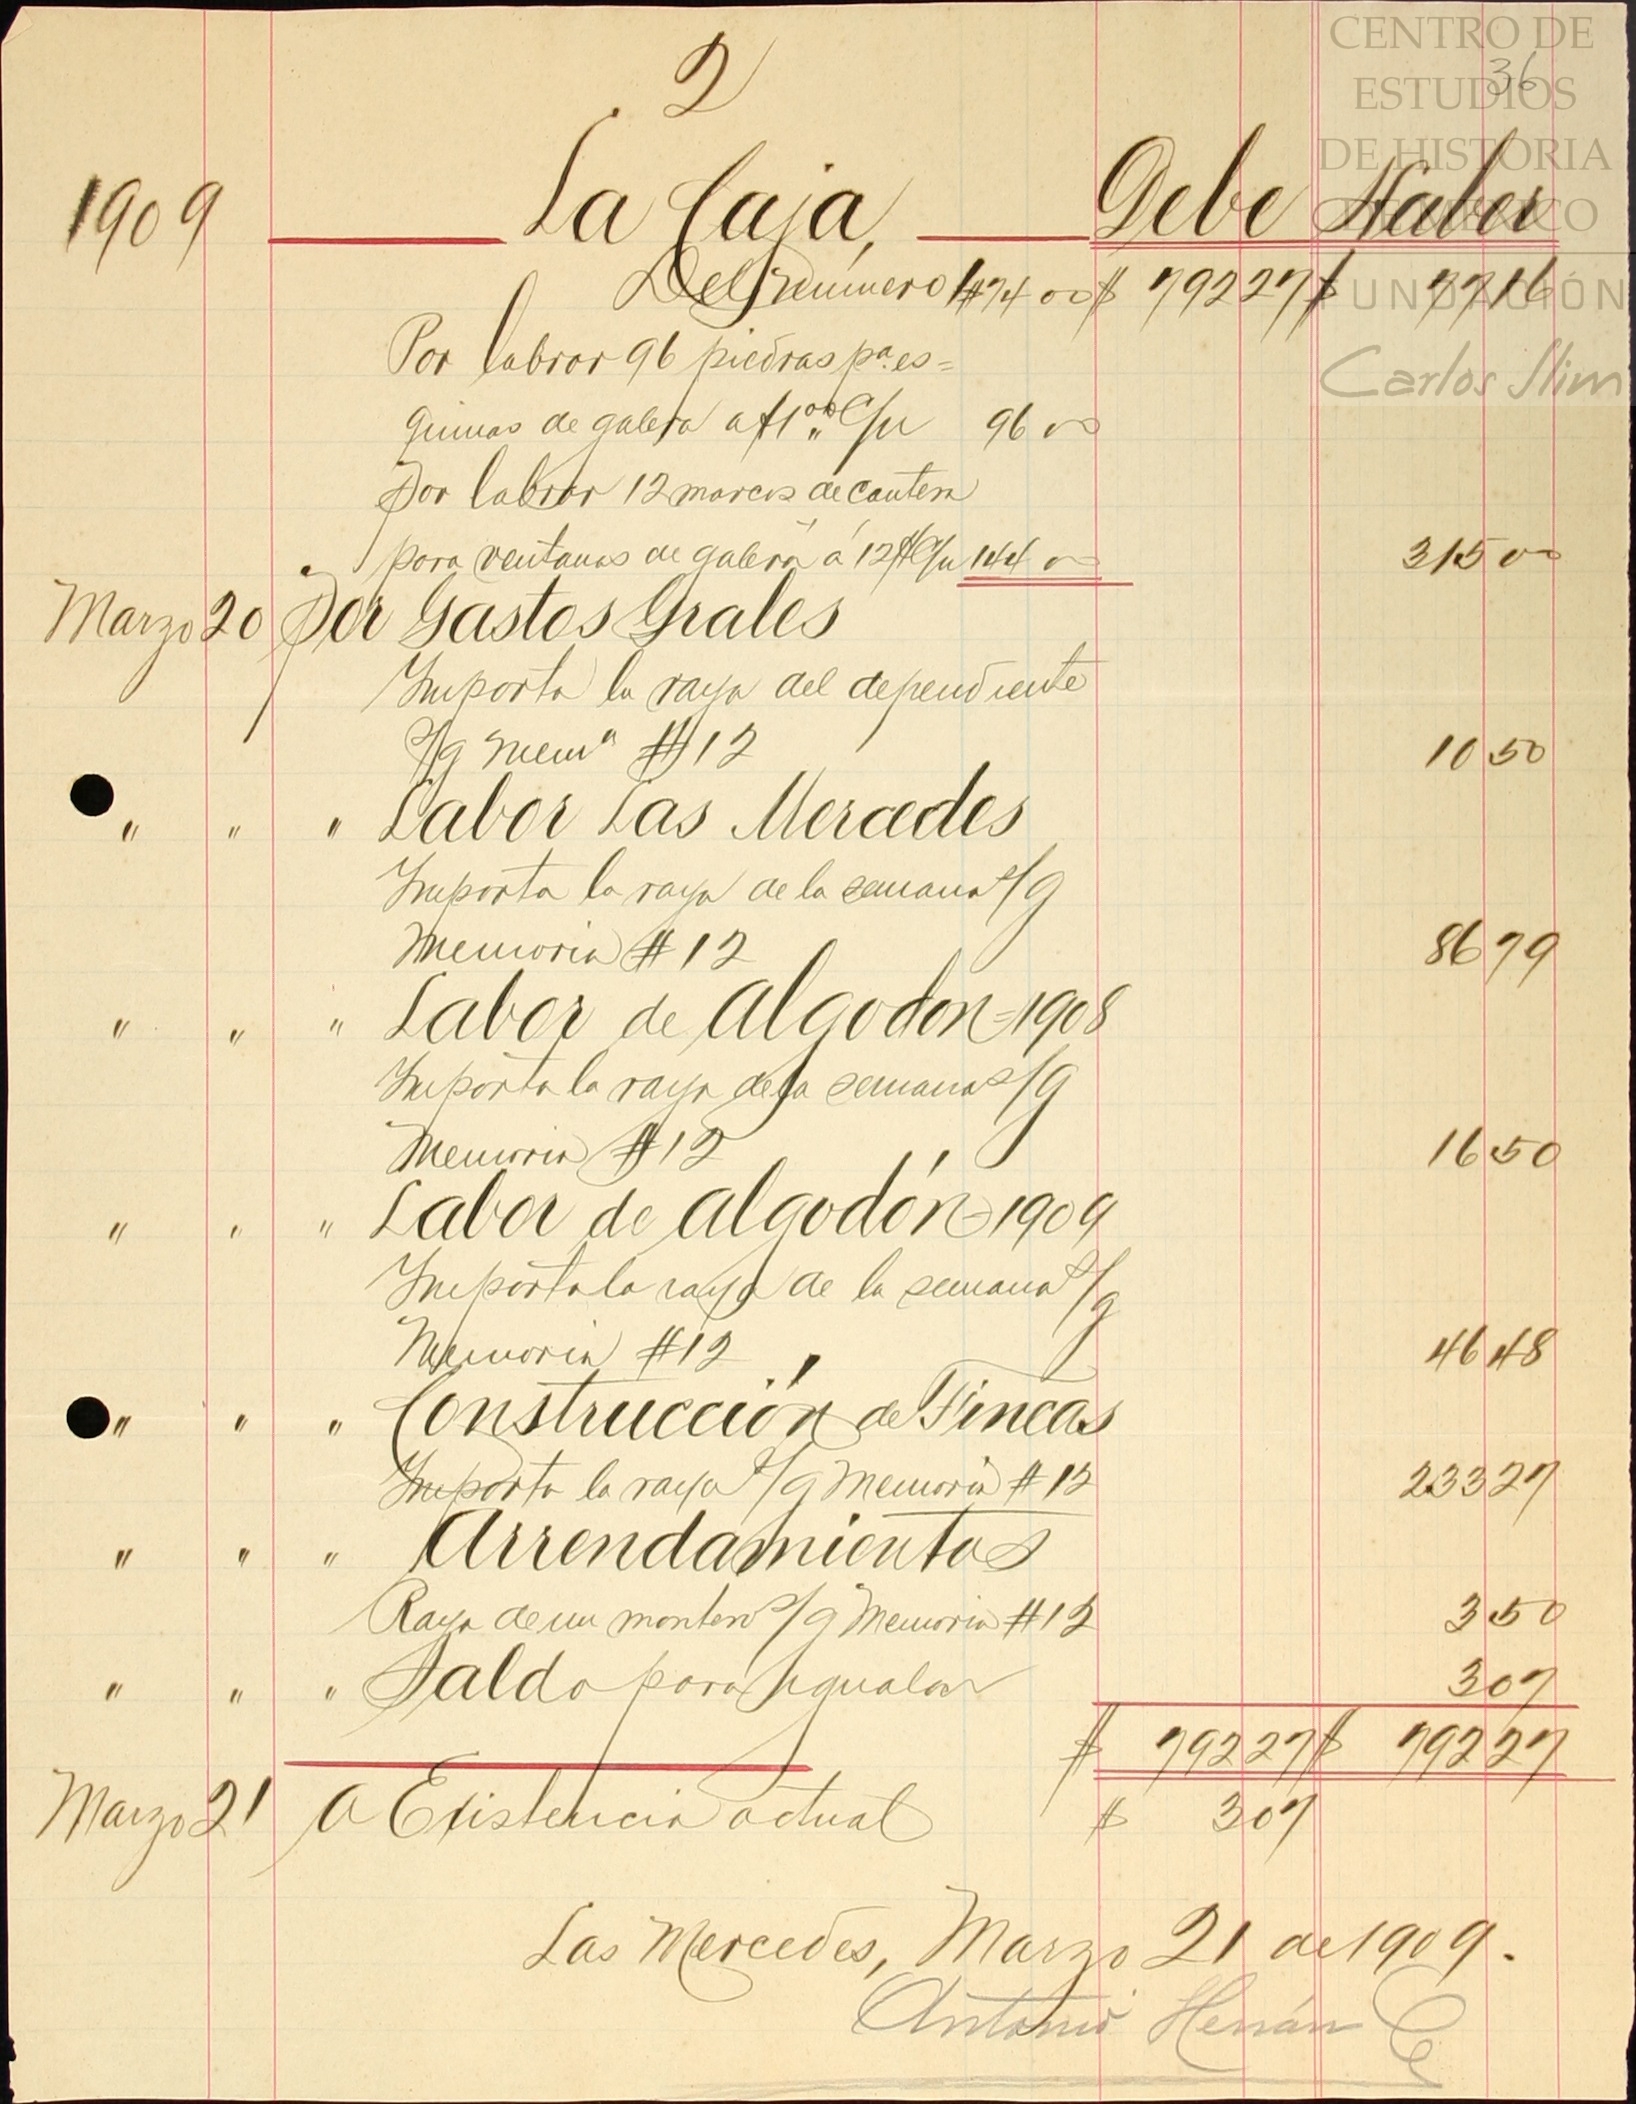 CENTRO DE
ESTUDIOS
DE HISTORIA
DE MÉXICO
FUNDACIÓN
Carlos Slim
36
2
1909 La Caja, Debe Haber
Del número 1 $74 00 $ 792 27 $ 77 16
Por labrar 96 piedras pª. es=
quinas de galera a $1.00 C/u 96 00
Por labrar 12 marcos de cantera
para ventanas de galera á 12$ C/u 144 00 315 00
Marzo 20 Por Gastos Grales
Importa la raya del dependiente
s/g Memª #12 10 50
" " " Labor Las Mercedes
Importa la raya de la semana s/g
Memoria #12 86 79
" " " Labor de Algodon=1908
Importa la raya de la semana s/g
Memoria #12 16 50
" " " Labor de Algodón=1909
Importa la raya de la semana s/g
Memoria #12 46 48
" " " Construcción de Fincas
Importa la raya s/g Memoria #12 233 27
" " " Arrendamientos
Raya de un montero s/g Memoria #12 3 50
" " " Saldo para igualar 3 07
$ 792 27 $ 792 27
Marzo 21 A Existencia actual $ 3 07
Las Mercedes, Marzo 21 de 1909.
Antonio